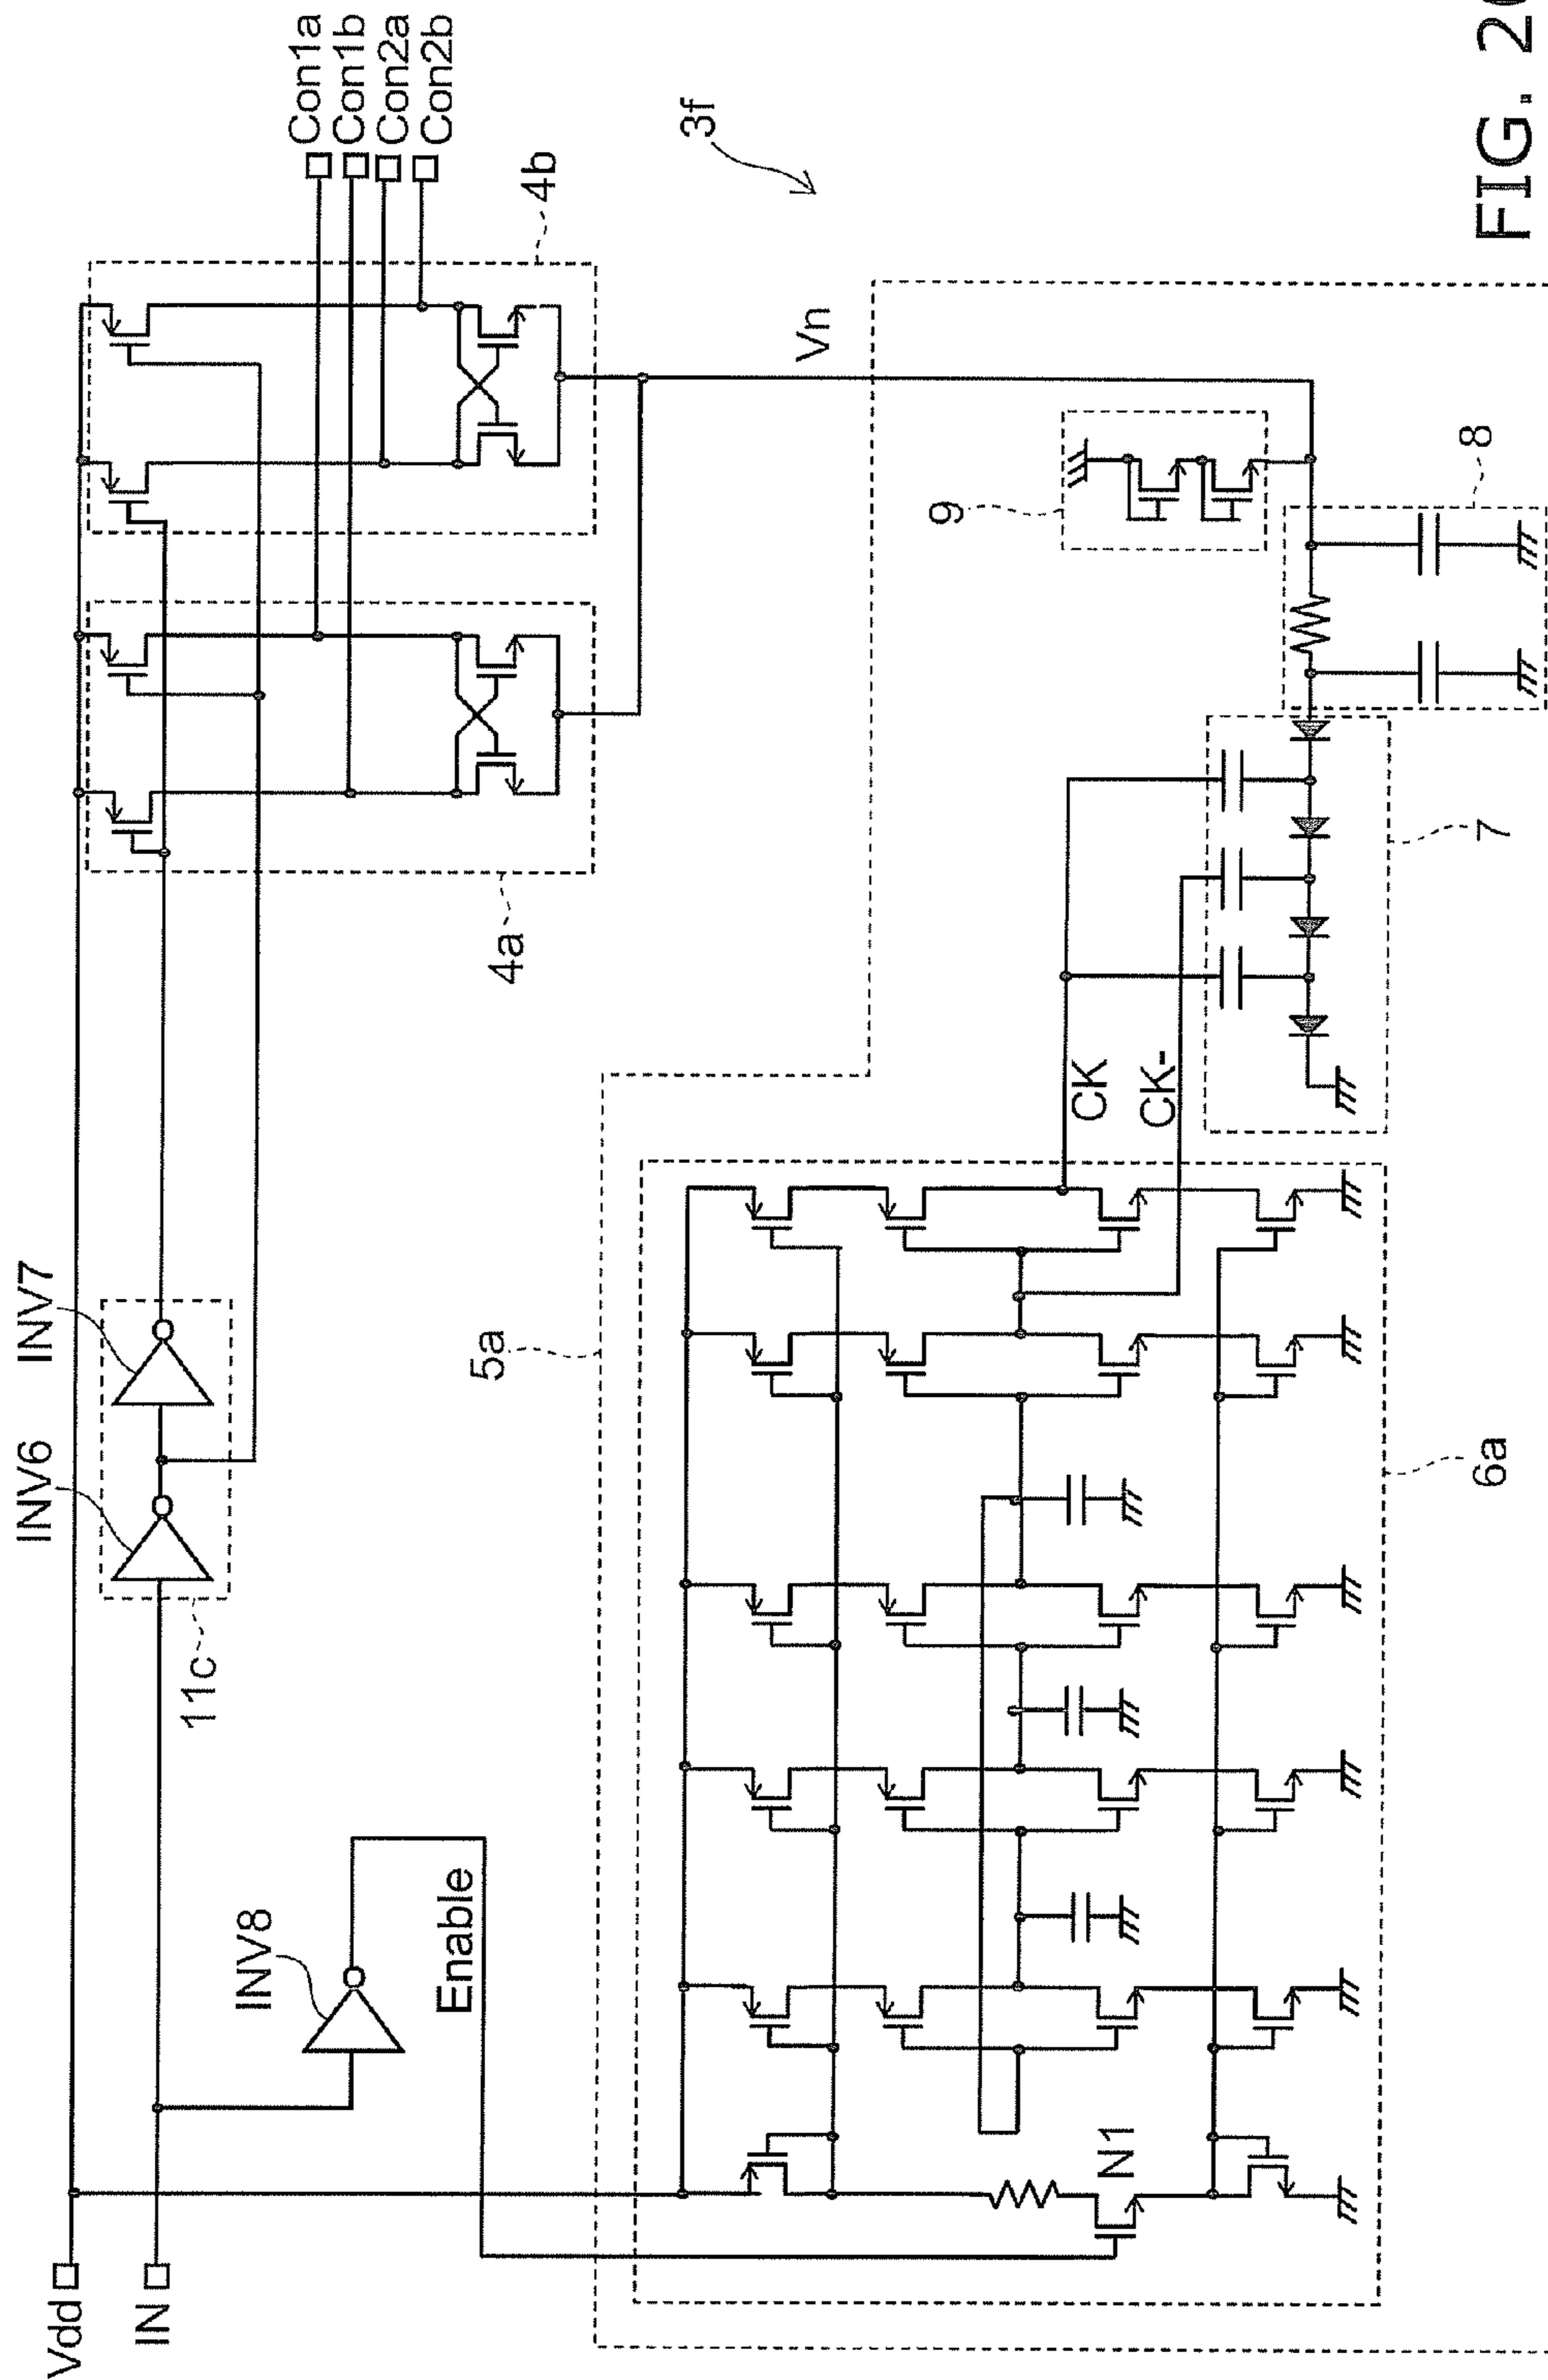 Vdd
IN
INV6
INV7
11c
INV8
Enable
4a
4b
Con1a
Con1b
Con2a
Con2b
3f
Vn
5a
N1
6a
CK
CK-
7
8
9
FIG.